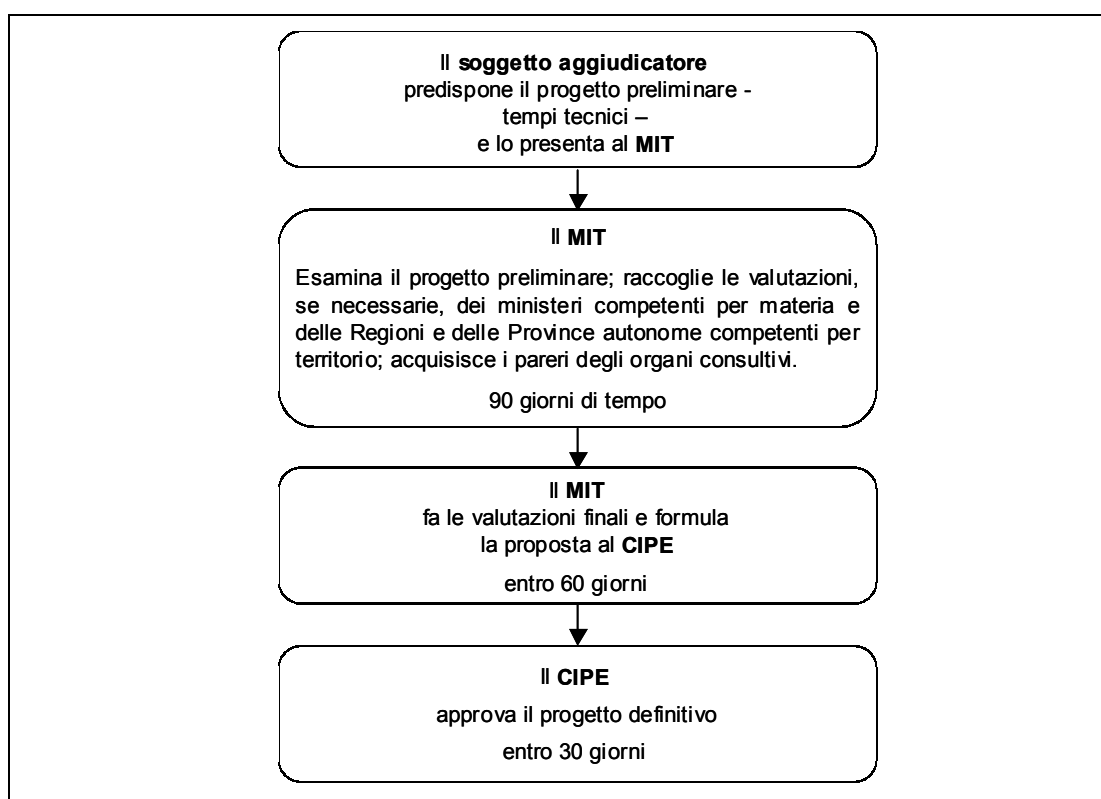 Il soggetto aggiudicatore
predispone il progetto preliminare -
tempi tecnici –
e lo presenta al MIT
Il MIT
Esamina il progetto preliminare; raccoglie le valutazioni,
se necessarie, dei ministeri competenti per materia e
delle Regioni e delle Province autonome competenti per
territorio; acquisisce i pareri degli organi consultivi.
90 giorni di tempo
Il MIT
fa le valutazioni finali e formula
la proposta al CIPE
entro 60 giorni
Il CIPE
approva il progetto definitivo
entro 30 giorni